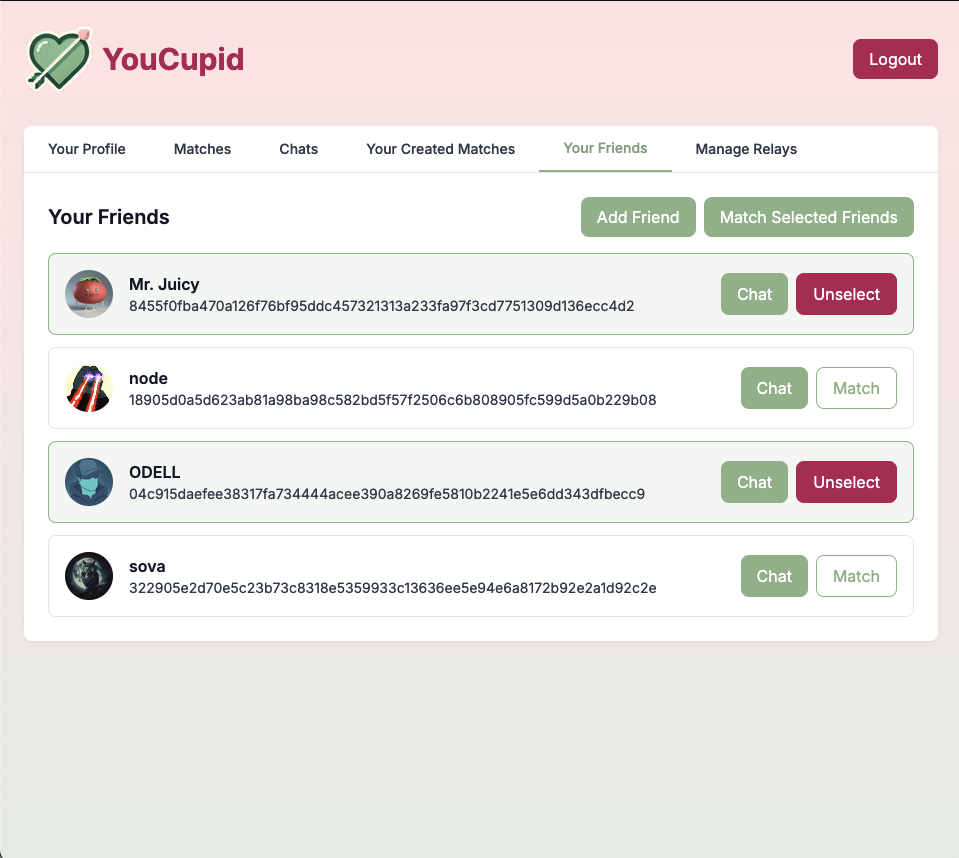 YouCupid
Logout
Your Profile
Matches
Chats
Your Created Matches
Your Friends
Manage Relays
Your Friends
Add Friend
Match Selected Friends
Mr. Juicy
8455f0fba470a126f76bf95ddc457321313a233fa97f3cd7751309d136ecc4d2
Chat
Unselect
node
18905d0a5d623ab81a98ba98c582bd5f57f2506c6b808905fc599d5a0b229b08
Chat
Match
ODELL
04c915daefee38317fa734444acee390a8269fe5810b2241e5e6dd343dfbecc9
Chat
Unselect
sova
322905e2d70e5c23b73c8318e5359933c13636ee5e94e6a8172b92e2a1d92c2e
Chat
Match